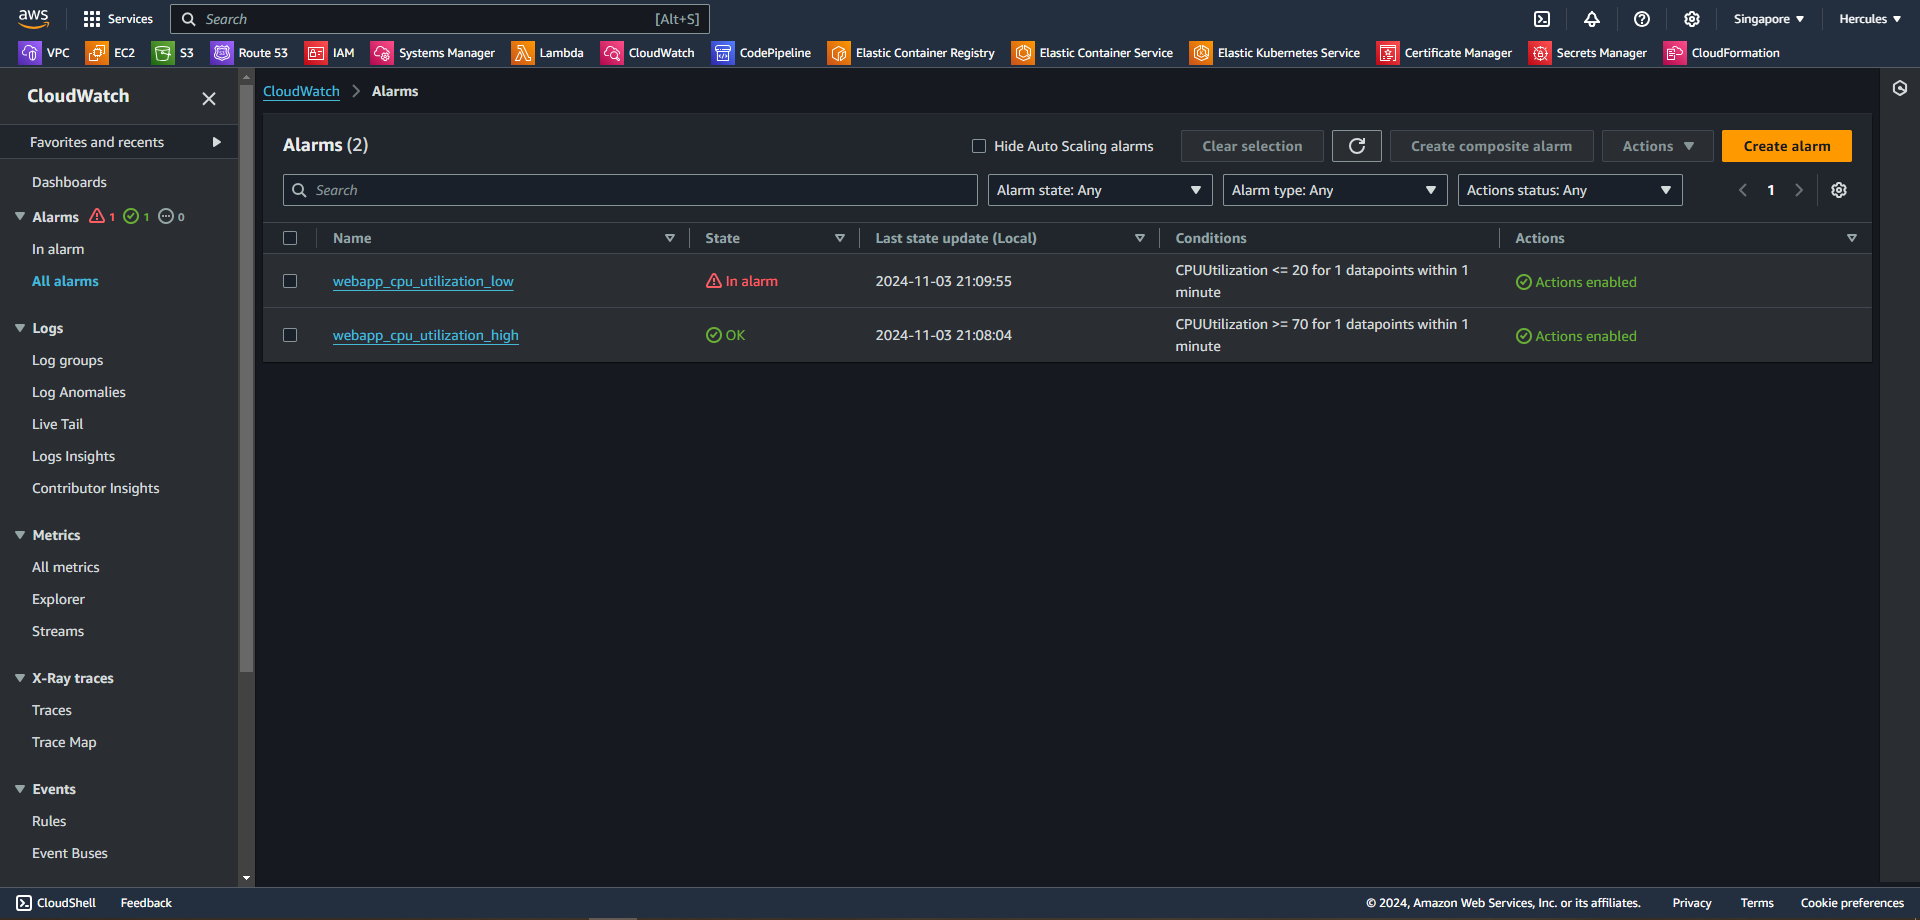 aws Services Search [Alt+S] Singapore Hercules
VPC EC2 S3 Route 53 IAM Systems Manager Lambda CloudWatch CodePipeline Elastic Container Registry Elastic Container Service Elastic Kubernetes Service Certificate Manager Secrets Manager CloudFormation
CloudWatch
Favorites and recents
Dashboards
Alarms 1 1 0
In alarm
All alarms
Logs
Log groups
Log Anomalies
Live Tail
Logs Insights
Contributor Insights
Metrics
All metrics
Explorer
Streams
X-Ray traces
Traces
Trace Map
Events
Rules
Event Buses
CloudWatch > Alarms
Alarms (2) Hide Auto Scaling alarms Clear selection Create composite alarm Actions Create alarm
Search Alarm state: Any Alarm type: Any Actions status: Any 1
Name State Last state update (Local) Conditions Actions
webapp_cpu_utilization_low In alarm 2024-11-03 21:09:55 CPUUtilization <= 20 for 1 datapoints within 1
minute Actions enabled
webapp_cpu_utilization_high OK 2024-11-03 21:08:04 CPUUtilization >= 70 for 1 datapoints within 1
minute Actions enabled
CloudShell Feedback © 2024, Amazon Web Services, Inc. or its affiliates. Privacy Terms Cookie preferences